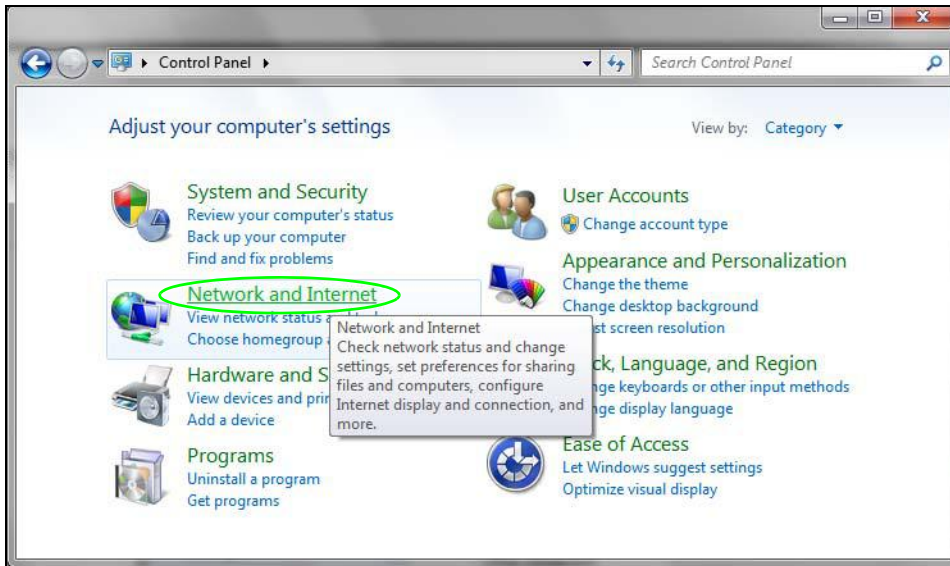 Control Panel
Search Control Panel
Adjust your computer's settings
View by: Category
System and Security
Review your computer's status
Back up your computer
Find and fix problems
Network and Internet
View network status
Choose homegroup
Network and Internet
Check network status and change
settings, set preferences for sharing
files and computers, configure
Internet display and connection, and
more.
Hardware and S
View devices and prin
Add a device
Programs
Uninstall a program
Get programs
User Accounts
Change account type
Appearance and Personalization
Change the theme
Change desktop background
st screen resolution
ck, Language, and Region
nge keyboards or other input methods
nge display language
Ease of Access
Let Windows suggest settings
Optimize visual display